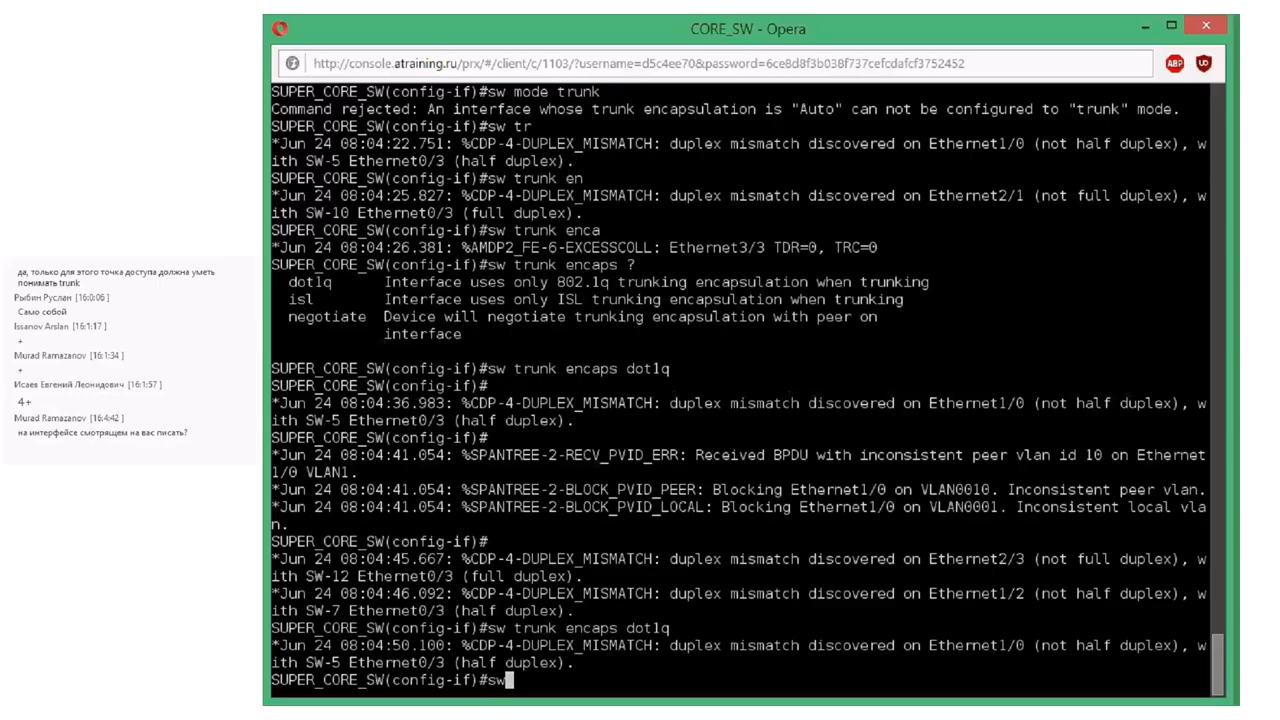 да, только для этого точка доступа должна уметь
понимать trunk
Рыбин Руслан [16:0:06 ]
Само собой
Issanov Arslan [16:1:17 ]
+
Murad Ramazanov [16:1:34 ]
+
Исаев Евгений Леонидович [16:1:57 ]
4+
Murad Ramazanov [16:4:42 ]
на интерфейсе смотрящем на вас писать?
CORE_SW - Opera
http://console.atraining.ru/prx/#/client/c/1103/?username=d5c4ee70&password=6ce8d8f3b038f737cefcdafcf3752452
ABP
SUPER_CORE_SW(config-if)#sw mode trunk
Command rejected: An interface whose trunk encapsulation is "Auto" can not be configured to "trunk" mode.
SUPER_CORE_SW(config-if)#sw tr
*Jun 24 08:04:22.751: %CDP-4-DUPLEX_MISMATCH: duplex mismatch discovered on Ethernet1/0 (not half duplex), w
ith SW-5 Ethernet0/3 (half duplex).
SUPER_CORE_SW(config-if)#sw trunk en
*Jun 24 08:04:25.827: %CDP-4-DUPLEX_MISMATCH: duplex mismatch discovered on Ethernet2/1 (not full duplex), w
ith SW-10 Ethernet0/3 (full duplex).
SUPER_CORE_SW(config-if)#sw trunk enca
*Jun 24 08:04:26.381: %AMDP2_FE-6-EXCESSCOLL: Ethernet3/3 TDR=0, TRC=0
SUPER_CORE_SW(config-if)#sw trunk encaps ?
dot1q Interface uses only 802.1q trunking encapsulation when trunking
isl Interface uses only ISL trunking encapsulation when trunking
negotiate Device will negotiate trunking encapsulation with peer on
interface
SUPER_CORE_SW(config-if)#sw trunk encaps dot1q
SUPER_CORE_SW(config-if)#
*Jun 24 08:04:36.983: %CDP-4-DUPLEX_MISMATCH: duplex mismatch discovered on Ethernet1/0 (not half duplex), w
ith SW-5 Ethernet0/3 (half duplex).
SUPER_CORE_SW(config-if)#
*Jun 24 08:04:41.054: %SPANTREE-2-RECV_PVID_ERR: Received BPDU with inconsistent peer vlan id 10 on Ethernet
1/0 VLAN1.
*Jun 24 08:04:41.054: %SPANTREE-2-BLOCK_PVID_PEER: Blocking Ethernet1/0 on VLAN0010. Inconsistent peer vlan.
*Jun 24 08:04:41.054: %SPANTREE-2-BLOCK_PVID_LOCAL: Blocking Ethernet1/0 on VLAN0001. Inconsistent local vla
n.
SUPER_CORE_SW(config-if)#
*Jun 24 08:04:45.667: %CDP-4-DUPLEX_MISMATCH: duplex mismatch discovered on Ethernet2/3 (not full duplex), w
ith SW-12 Ethernet0/3 (full duplex).
*Jun 24 08:04:46.092: %CDP-4-DUPLEX_MISMATCH: duplex mismatch discovered on Ethernet1/2 (not half duplex), w
ith SW-7 Ethernet0/3 (half duplex).
SUPER_CORE_SW(config-if)#sw trunk encaps dot1q
*Jun 24 08:04:50.100: %CDP-4-DUPLEX_MISMATCH: duplex mismatch discovered on Ethernet1/0 (not half duplex), w
ith SW-5 Ethernet0/3 (half duplex).
SUPER_CORE_SW(config-if)#sw